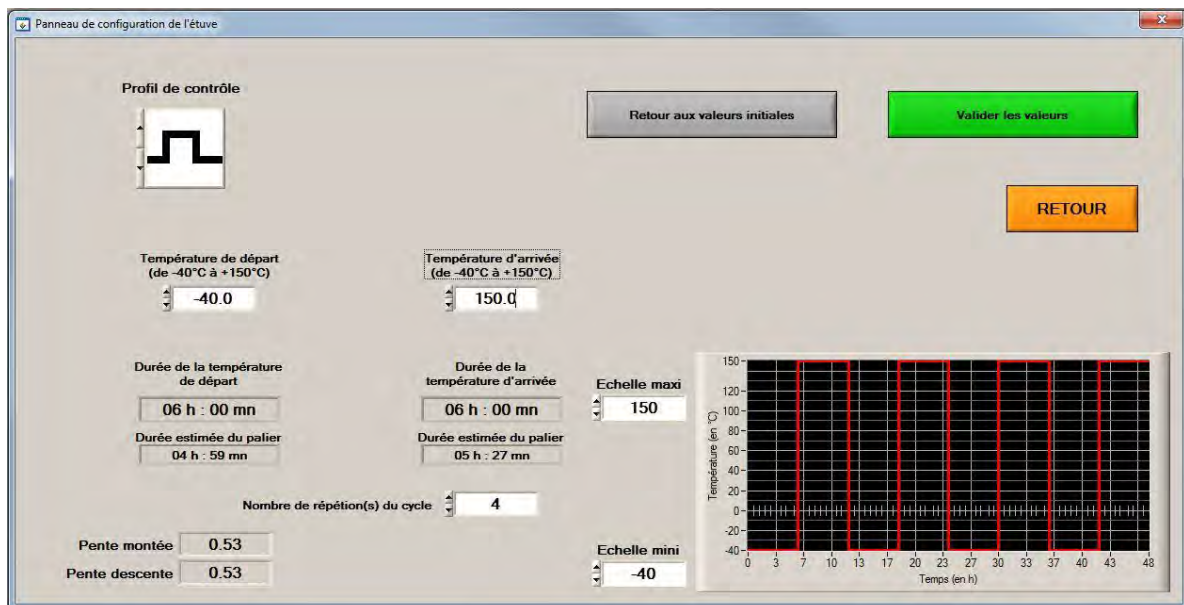 Panneau de configuration de l'étuve
Profil de contrôle
Retour aux valeurs initiales
Valider les valeurs
RETOUR
Température de départ
(de -40°C à +150°C)
-40.0
Température d'arrivée
(de -40°C à +150°C)
150.0
Durée de la température
de départ
06 h : 00 mn
Durée estimée du palier
04 h : 59 mn
Durée de la
température d'arrivée
06 h : 00 mn
Durée estimée du palier
05 h : 27 mn
Nombre de répétion(s) du cycle
4
Pente montée
0.53
Pente descente
0.53
Echelle maxi
150
Echelle mini
-40
Température (en °C)
150
120
100
80
60
40
20
0
-20
-40
0 3 7 10 13 17 20 23 27 30 33 37 40 43 48
Temps (en h)